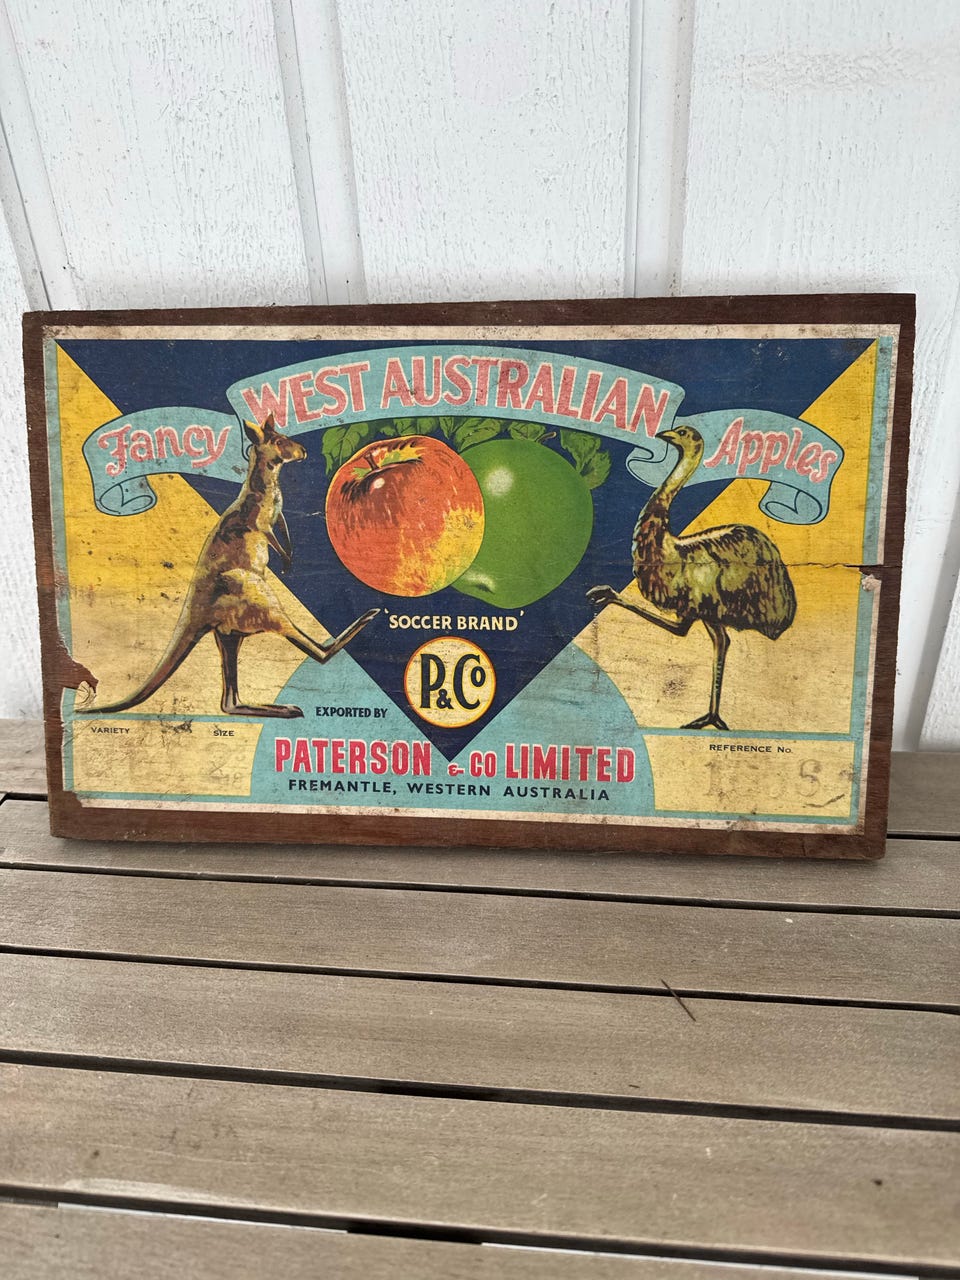 Fancy WEST AUSTRALIAN Apples
'SOCCER BRAND'
P&Co
EXPORTED BY
PATERSON & CO LIMITED
FREMANTLE, WESTERN AUSTRALIA
VARIETY SIZE
REFERENCE No.